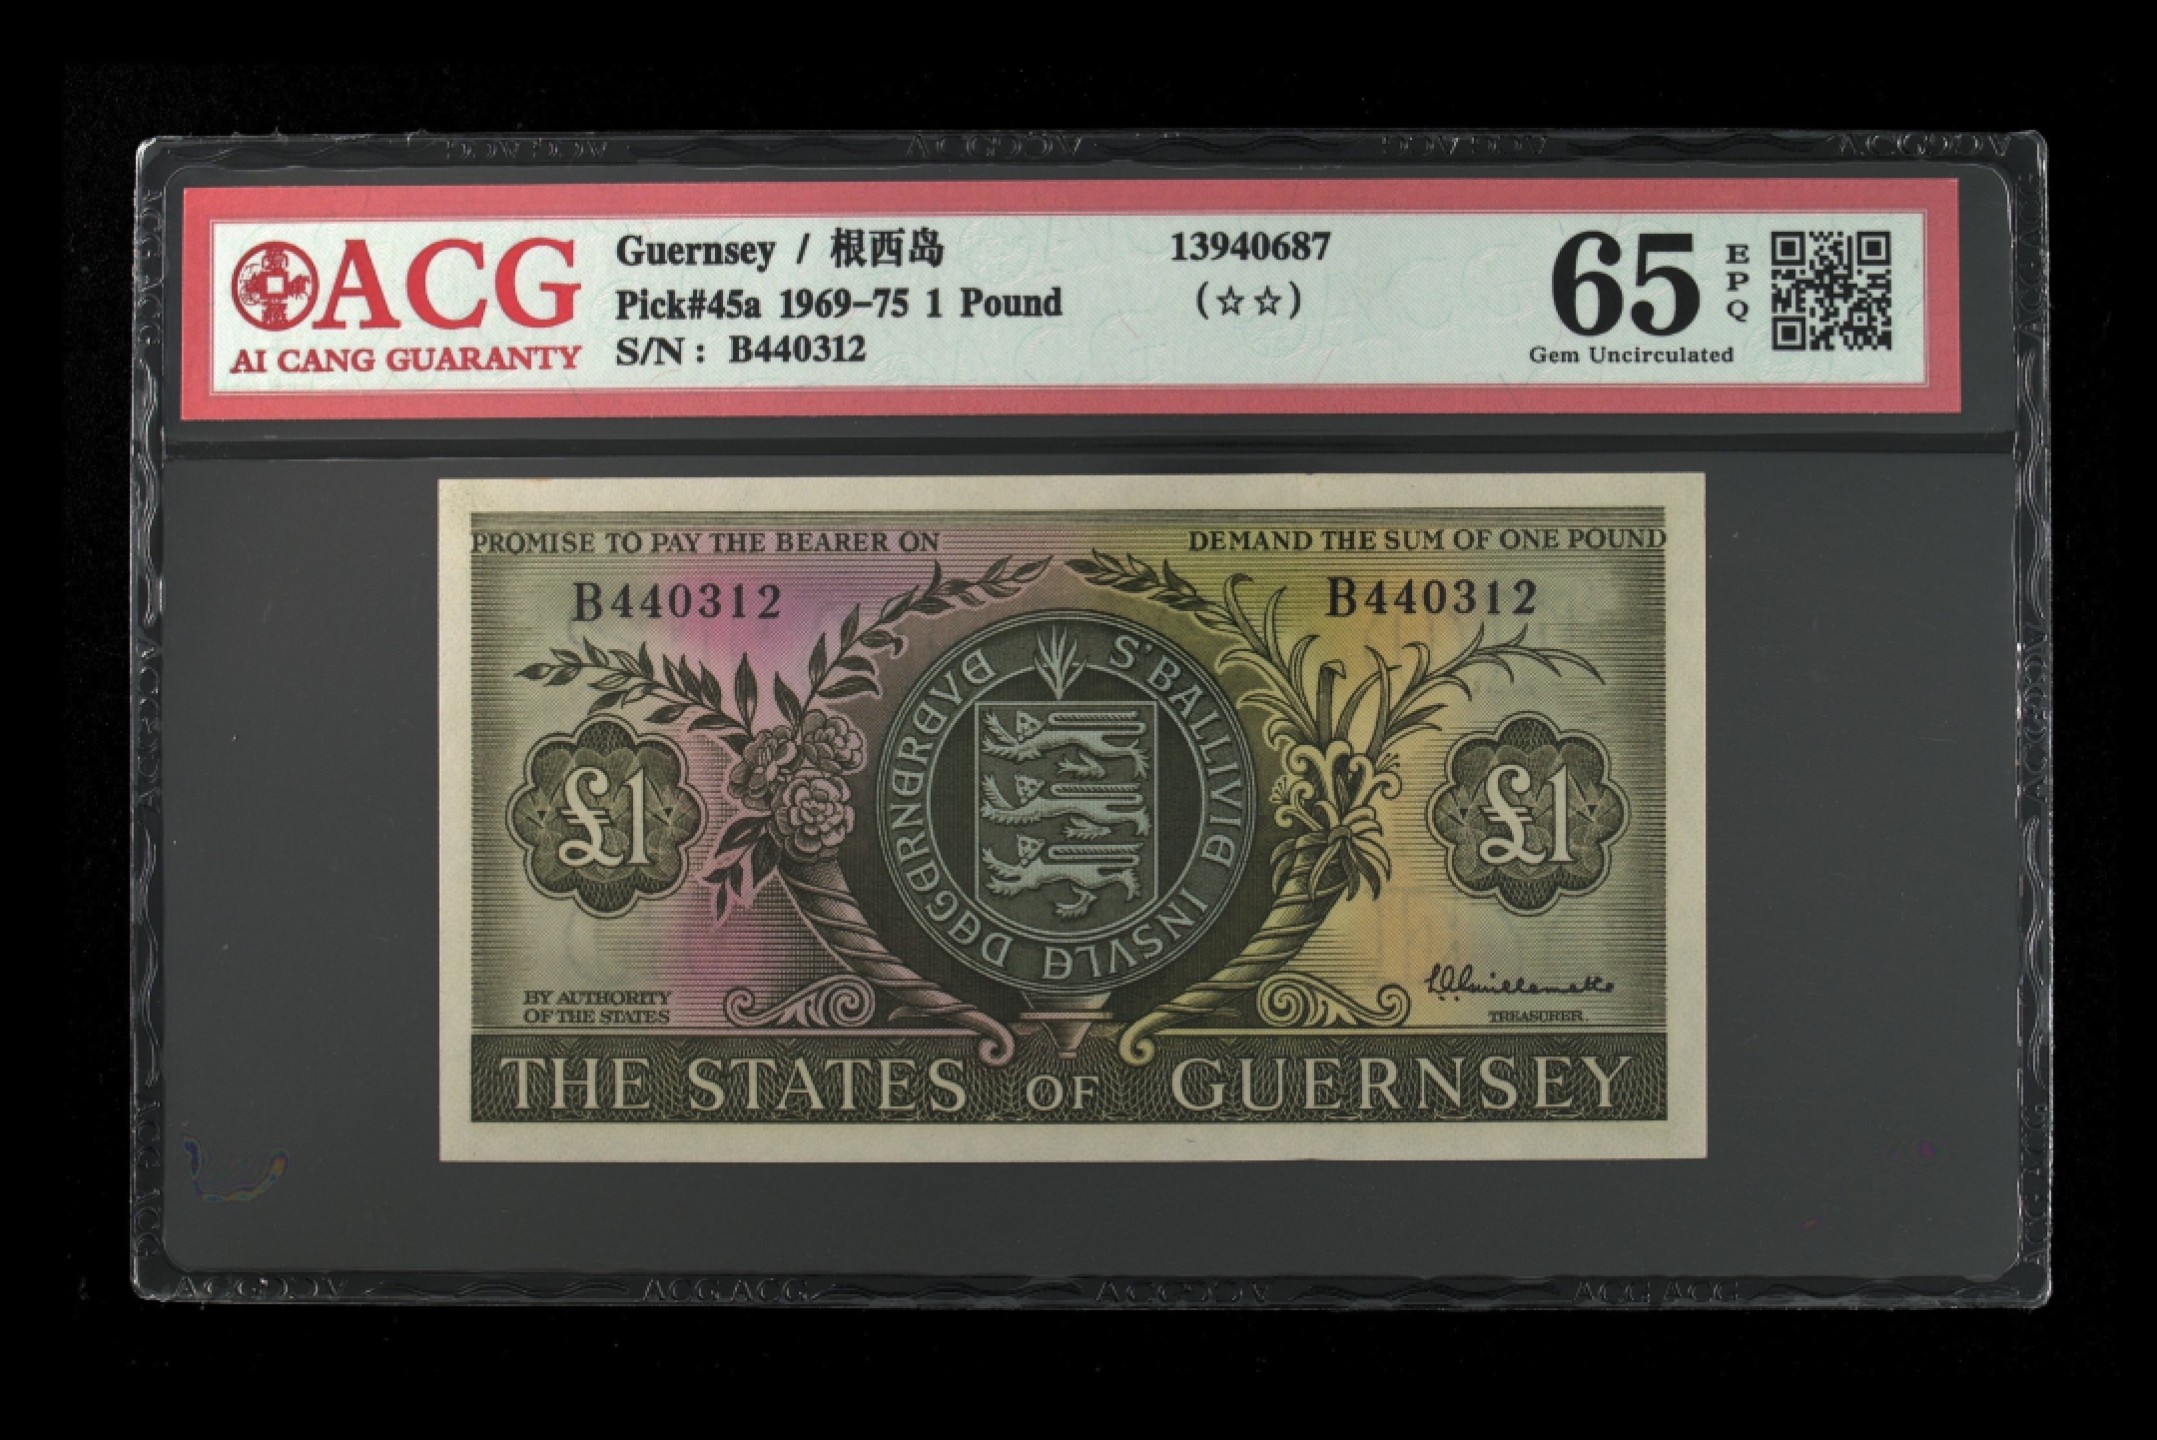 ACG
AI CANG GUARANTY
Guernsey / 根西岛
Pick#45a 1969-75 1 Pound
S/N: B440312
13940687
(☆☆)
65
EPQ
Gem Uncirculated
PROMISE TO PAY THE BEARER ON
DEMAND THE SUM OF ONE POUND
B440312
B440312
S'BALLIVIE INSVLE DEGERNEREYE
£1
£1
BY AUTHORITY
OF THE STATES
TREASURER.
THE STATES OF GUERNSEY